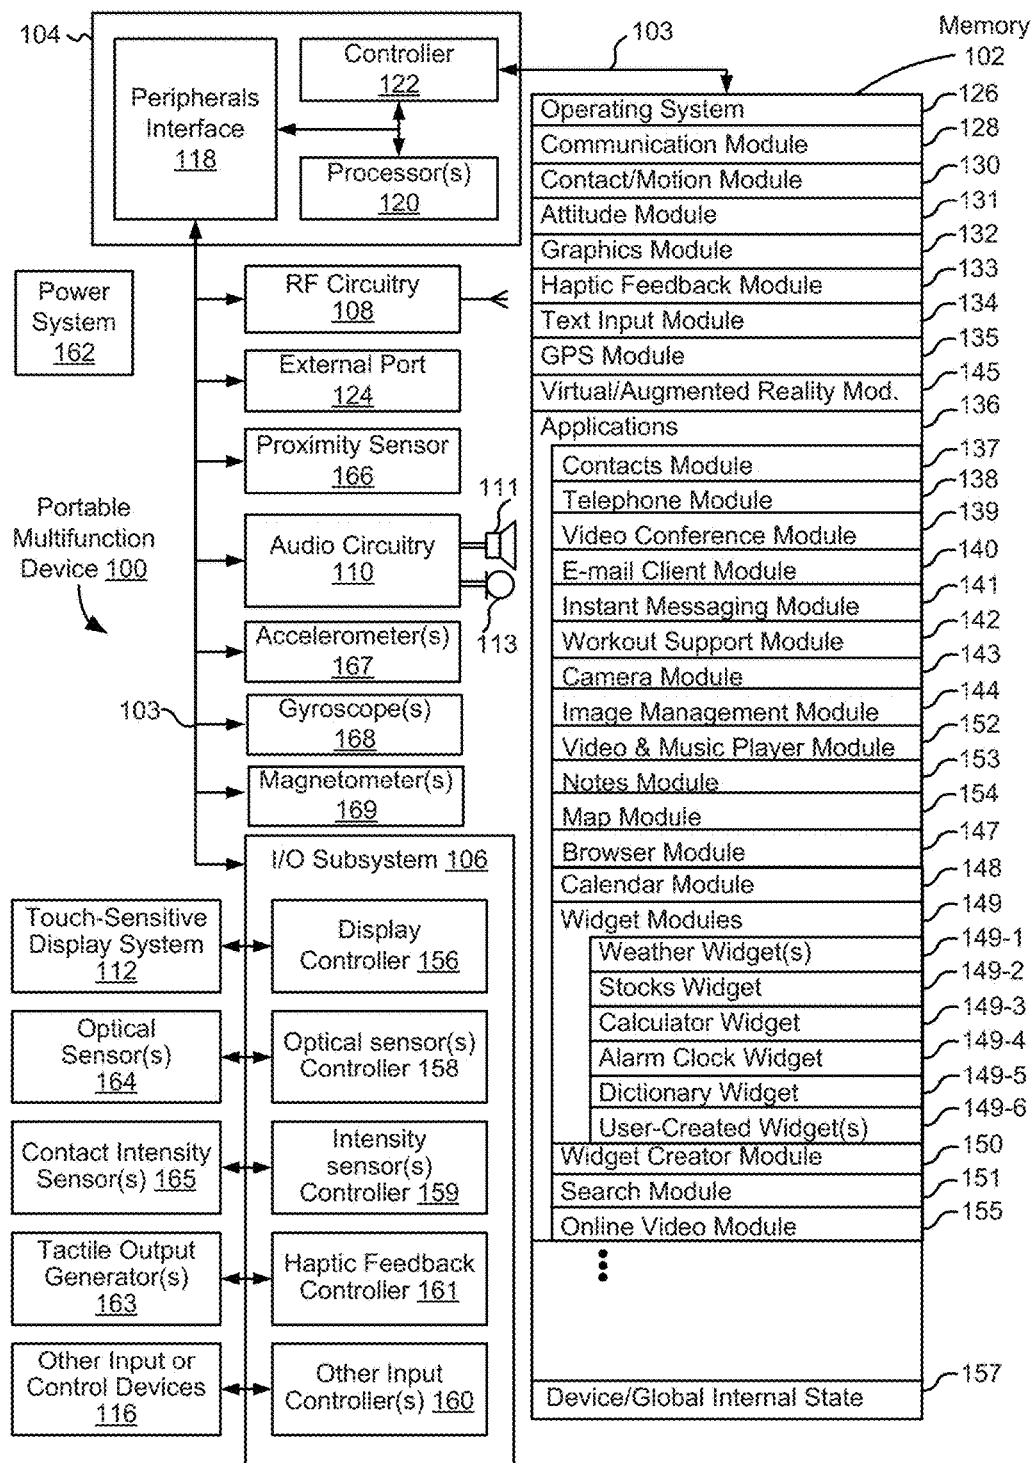 104
Peripherals
Interface
118
Controller
122
Processor(s)
120
103
Memory
102
Power
System
162
RF Circuitry
108
External Port
124
Proximity Sensor
166
Portable
Multifunction
Device 100
Audio Circuitry
110
111
113
Accelerometer(s)
167
103
Gyroscope(s)
168
Magnetometer(s)
169
I/O Subsystem 106
Touch-Sensitive
Display System
112
Display
Controller 156
Optical
Sensor(s)
164
Optical sensor(s)
Controller 158
Contact Intensity
Sensor(s) 165
Intensity
sensor(s)
Controller 159
Tactile Output
Generator(s)
163
Haptic Feedback
Controller 161
Other Input or
Control Devices
116
Other Input
Controller(s) 160
Operating System 126
Communication Module 128
Contact/Motion Module 130
Attitude Module 131
Graphics Module 132
Haptic Feedback Module 133
Text Input Module 134
GPS Module 135
Virtual/Augmented Reality Mod. 145
Applications 136
Contacts Module 137
Telephone Module 138
Video Conference Module 139
E-mail Client Module 140
Instant Messaging Module 141
Workout Support Module 142
Camera Module 143
Image Management Module 144
Video & Music Player Module 152
Notes Module 153
Map Module 154
Browser Module 147
Calendar Module 148
Widget Modules 149
Weather Widget(s) 149-1
Stocks Widget 149-2
Calculator Widget 149-3
Alarm Clock Widget 149-4
Dictionary Widget 149-5
User-Created Widget(s) 149-6
Widget Creator Module 150
Search Module 151
Online Video Module 155
Device/Global Internal State 157